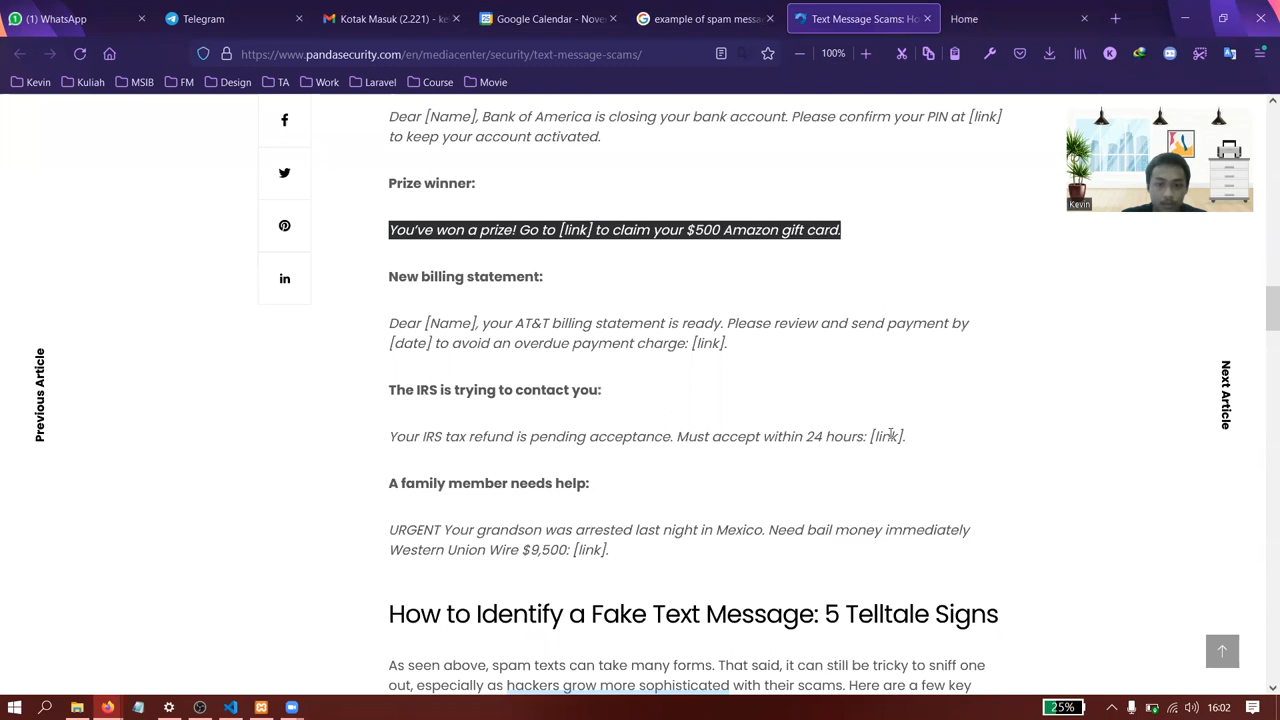 (1) WhatsApp
Telegram
Kotak Masuk (2.221) - k
Google Calendar - Nove
example of spam messa
Text Message Scams: Ho
Home
https://www.pandasecurity.com/en/mediacenter/security/text-message-scams/
100%
Kevin
Kuliah
MSIB
FM
Design
TA
Work
Laravel
Course
Movie
Dear [Name], Bank of America is closing your bank account. Please confirm your PIN at [link]
to keep your account activated.
Prize winner:
You've won a prize! Go to [link] to claim your $500 Amazon gift card.
New billing statement:
Dear [Name], your AT&T billing statement is ready. Please review and send payment by
[date] to avoid an overdue payment charge: [link].
The IRS is trying to contact you:
Your IRS tax refund is pending acceptance. Must accept within 24 hours: [link].
A family member needs help:
URGENT Your grandson was arrested last night in Mexico. Need bail money immediately
Western Union Wire $9,500: [link].
How to Identify a Fake Text Message: 5 Telltale Signs
As seen above, spam texts can take many forms. That said, it can still be tricky to sniff one
out, especially as hackers grow more sophisticated with their scams. Here are a few key
Previous Article
Next Article
Kevin
25%
16:02